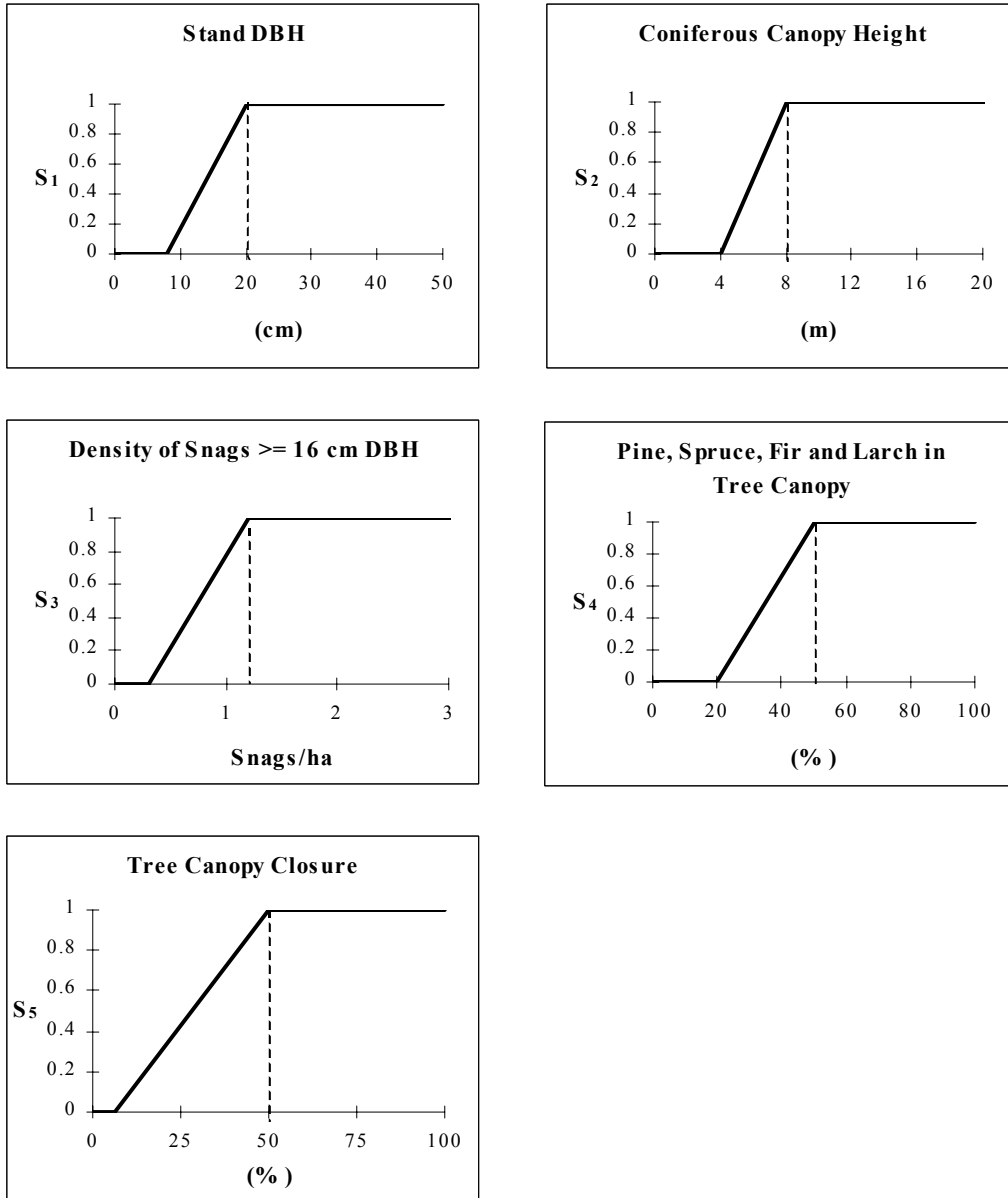 Stand DBH
1
0.8
0.6
0.4
0.2
0
S1
0 10 20 30 40 50
(cm)
Coniferous Canopy Height
1
0.8
0.6
0.4
0.2
0
S2
0 4 8 12 16 20
(m)
Density of Snags >= 16 cm DBH
1
0.8
0.6
0.4
0.2
0
S3
0 1 2 3
Snags/ha
Pine, Spruce, Fir and Larch in
Tree Canopy
1
0.8
0.6
0.4
0.2
0
S4
0 20 40 60 80 100
(% )
Tree Canopy Closure
1
0.8
0.6
0.4
0.2
0
S5
0 25 50 75 100
(% )